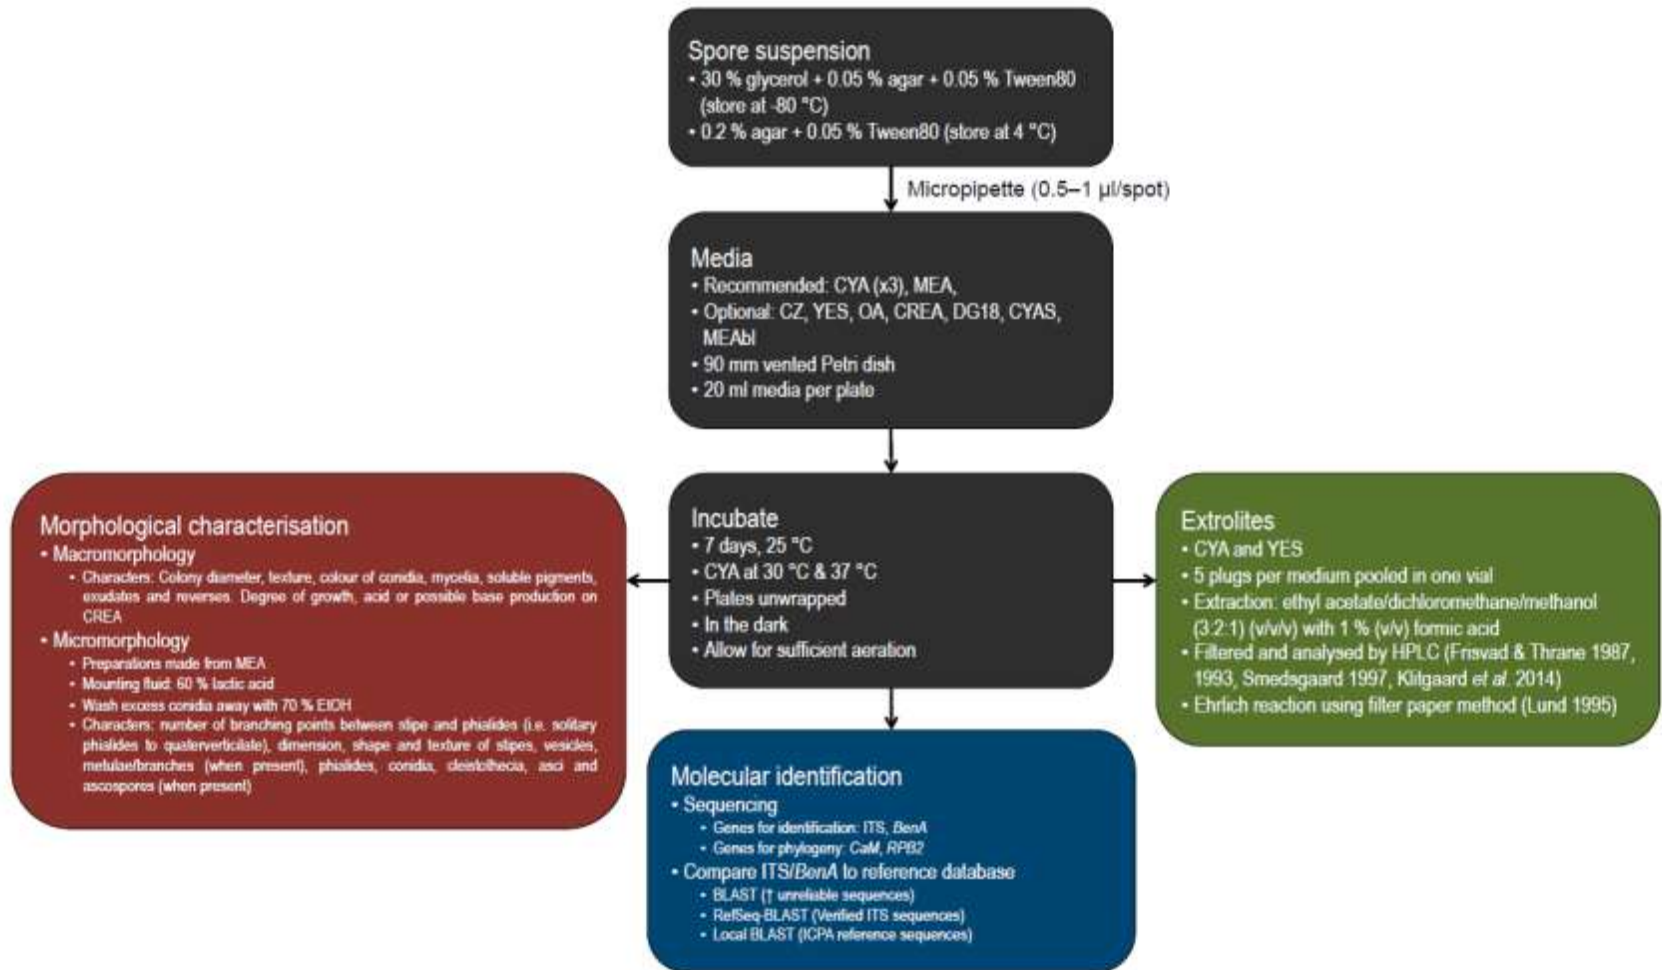 Spore suspension
• 30 % glycerol + 0.05 % agar + 0.05 % Tween80
(store at -80 °C)
• 0.2 % agar + 0.05 % Tween80 (store at 4 °C)
Micropipette (0.5–1 µl/spot)
Media
• Recommended: CYA (x3), MEA,
• Optional: CZ, YES, OA, CREA, DG18, CYAS,
MEAbl
• 90 mm vented Petri dish
• 20 ml media per plate
Morphological characterisation
• Macromorphology
• Characters: Colony diameter, texture, colour of conidia, mycelia, soluble pigments,
exudates and reverses. Degree of growth, acid or possible base production on
CREA
• Micromorphology
• Preparations made from MEA
• Mounting fluid: 60 % lactic acid
• Wash excess conidia away with 70 % EtOH
• Characters: number of branching points between stipe and phialides (i.e. solitary
phialides to quaterverticillate), dimension, shape and texture of stipes, vesicles,
metulae/branches (when present), phialides, conidia, cleistothecia, asci and
ascospores (when present)
Incubate
• 7 days, 25 °C
• CYA at 30 °C & 37 °C
• Plates unwrapped
• In the dark
• Allow for sufficient aeration
Extrolites
• CYA and YES
• 5 plugs per medium pooled in one vial
• Extraction: ethyl acetate/dichloromethane/methanol
(3:2:1) (v/v/v) with 1 % (v/v) formic acid
• Filtered and analysed by HPLC (Frisvad & Thrane 1987,
1993, Smedsgaard 1997, Klitgaard et al. 2014)
• Ehrlich reaction using filter paper method (Lund 1995)
Molecular identification
• Sequencing
• Genes for identification: ITS, BenA
• Genes for phylogeny: CaM, RPB2
• Compare ITS/BenA to reference database
• BLAST (↑ unreliable sequences)
• RefSeq-BLAST (Verified ITS sequences)
• Local BLAST (ICPA reference sequences)